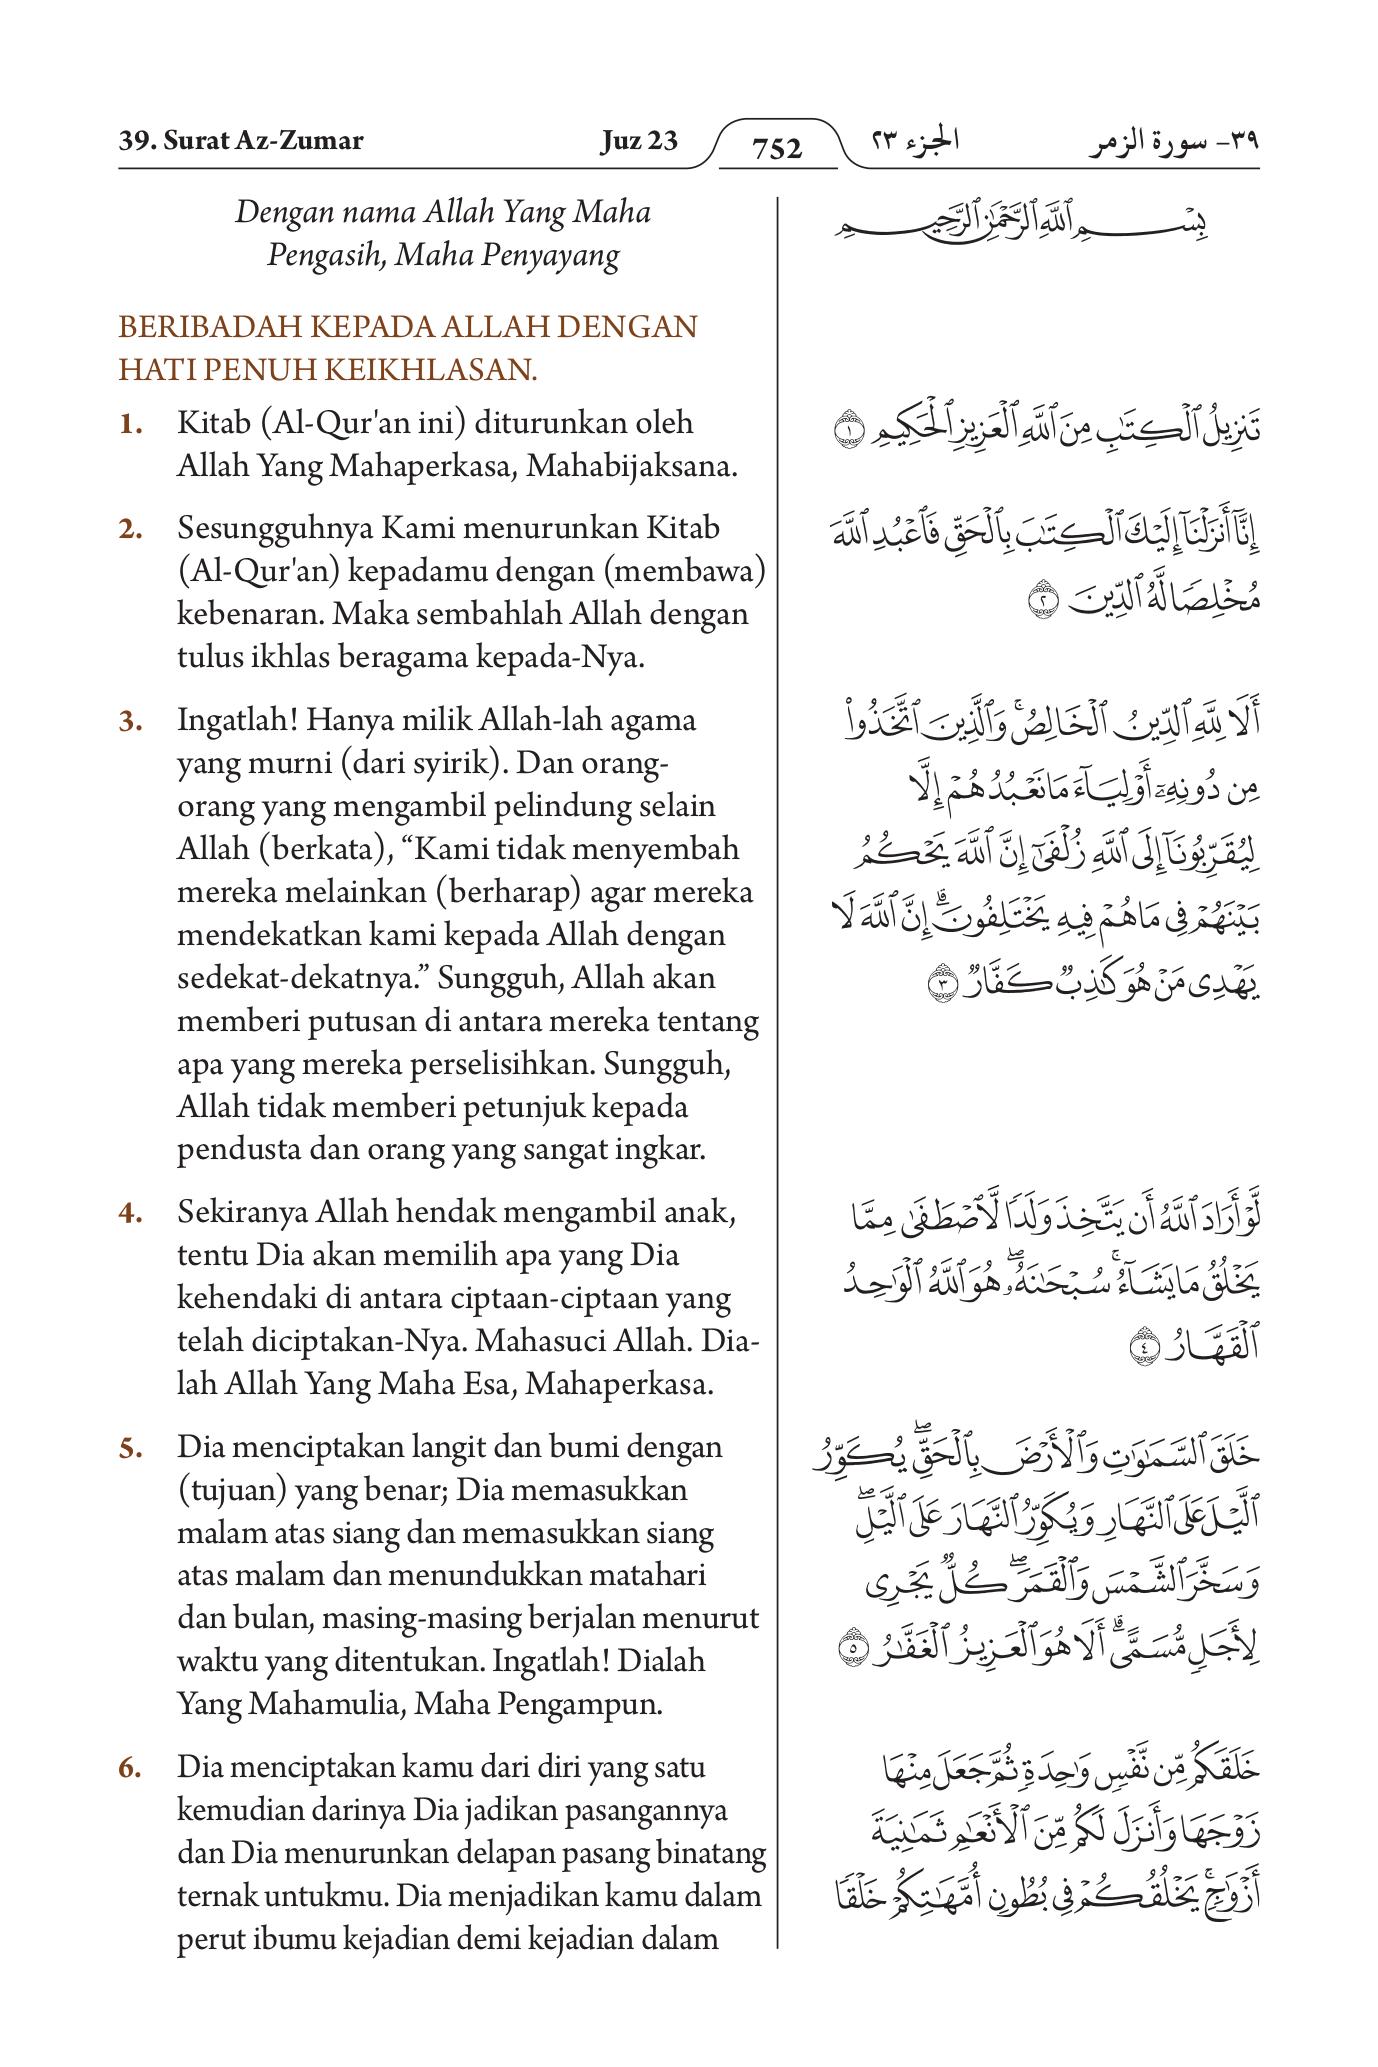 39. Surat Az-Zumar
Juz 23
752
الجزء ٢٣
٣٩- سورة الزمر
Dengan nama Allah Yang Maha
Pengasih, Maha Penyayang
BERIBADAH KEPADA ALLAH DENGAN
HATI PENUH KEIKHLASAN.
1. Kitab (Al-Qur'an ini) diturunkan oleh
Allah Yang Mahaperkasa, Mahabijaksana.
2. Sesungguhnya Kami menurunkan Kitab
(Al-Qur'an) kepadamu dengan (membawa)
kebenaran. Maka sembahlah Allah dengan
tulus ikhlas beragama kepada-Nya.
3. Ingatlah! Hanya milik Allah-lah agama
yang murni (dari syirik). Dan orang-
orang yang mengambil pelindung selain
Allah (berkata), “Kami tidak menyembah
mereka melainkan (berharap) agar mereka
mendekatkan kami kepada Allah dengan
sedekat-dekatnya.” Sungguh, Allah akan
memberi putusan di antara mereka tentang
apa yang mereka perselisihkan. Sungguh,
Allah tidak memberi petunjuk kepada
pendusta dan orang yang sangat ingkar.
4. Sekiranya Allah hendak mengambil anak,
tentu Dia akan memilih apa yang Dia
kehendaki di antara ciptaan-ciptaan yang
telah diciptakan-Nya. Mahasuci Allah. Dia-
lah Allah Yang Maha Esa, Mahaperkasa.
5. Dia menciptakan langit dan bumi dengan
(tujuan) yang benar; Dia memasukkan
malam atas siang dan memasukkan siang
atas malam dan menundukkan matahari
dan bulan, masing-masing berjalan menurut
waktu yang ditentukan. Ingatlah! Dialah
Yang Mahamulia, Maha Pengampun.
6. Dia menciptakan kamu dari diri yang satu
kemudian darinya Dia jadikan pasangannya
dan Dia menurunkan delapan pasang binatang
ternak untukmu. Dia menjadikan kamu dalam
perut ibumu kejadian demi kejadian dalam
بِسْمِ ٱللَّهِ ٱلرَّحْمَٰنِ ٱلرَّحِيمِ
تَنزِيلُ ٱلْكِتَٰبِ مِنَ ٱللَّهِ ٱلْعَزِيزِ ٱلْحَكِيمِ ١
إِنَّآ أَنزَلْنَآ إِلَيْكَ ٱلْكِتَٰبَ بِٱلْحَقِّ فَٱعْبُدِ ٱللَّهَ
مُخْلِصًا لَّهُ ٱلدِّينَ ٢
أَلَا لِلَّهِ ٱلدِّينُ ٱلْخَالِصُ ۚ وَٱلَّذِينَ ٱتَّخَذُوا۟
مِن دُونِهِۦٓ أَوْلِيَآءَ مَا نَعْبُدُهُمْ إِلَّا
لِيُقَرِّبُونَآ إِلَى ٱللَّهِ زُلْفَىٰٓ إِنَّ ٱللَّهَ يَحْكُمُ
بَيْنَهُمْ فِى مَا هُمْ فِيهِ يَخْتَلِفُونَ ۗ إِنَّ ٱللَّهَ لَا
يَهْدِى مَنْ هُوَ كَٰذِبٌ كَفَّارٌ ٣
لَّوْ أَرَادَ ٱللَّهُ أَن يَتَّخِذَ وَلَدًا لَّٱصْطَفَىٰ مِمَّا
يَخْلُقُ مَا يَشَآءُ ۚ سُبْحَٰنَهُۥ ۖ هُوَ ٱللَّهُ ٱلْوَٰحِدُ
ٱلْقَهَّارُ ٤
خَلَقَ ٱلسَّمَٰوَٰتِ وَٱلْأَرْضَ بِٱلْحَقِّ ۖ يُكَوِّرُ
ٱلَّيْلَ عَلَى ٱلنَّهَارِ وَيُكَوِّرُ ٱلنَّهَارَ عَلَى ٱلَّيْلِ ۖ
وَسَخَّرَ ٱلشَّمْسَ وَٱلْقَمَرَ ۖ كُلٌّ يَجْرِى
لِأَجَلٍ مُّسَمًّى ۗ أَلَا هُوَ ٱلْعَزِيزُ ٱلْغَفَّٰرُ ٥
خَلَقَكُم مِّن نَّفْسٍ وَٰحِدَةٍ ثُمَّ جَعَلَ مِنْهَا
زَوْجَهَا وَأَنزَلَ لَكُم مِّنَ ٱلْأَنْعَٰمِ ثَمَٰنِيَةَ
أَزْوَٰجٍ ۚ يَخْلُقُكُمْ فِى بُطُونِ أُمَّهَٰتِكُمْ خَلْقًا